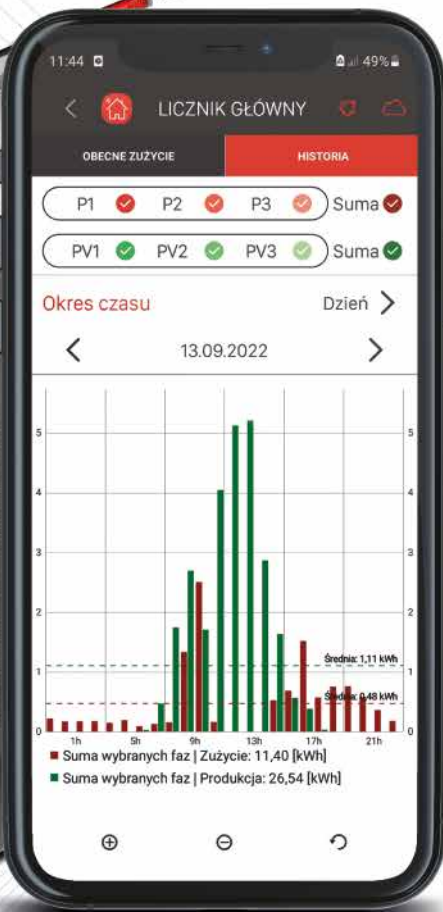 11:44 49%
LICZNIK GŁÓWNY
OBECNE ZUŻYCIE HISTORIA
P1 P2 P3 Suma
PV1 PV2 PV3 Suma
Okres czasu Dzień
13.09.2022
5 5
4 4
3 3
2 2
Średnia: 1,11 kWh
1 1
Średnia: 0,48 kWh
0 0
1h 5h 9h 13h 17h 21h
Suma wybranych faz | Zużycie: 11,40 [kWh]
Suma wybranych faz | Produkcja: 26,54 [kWh]